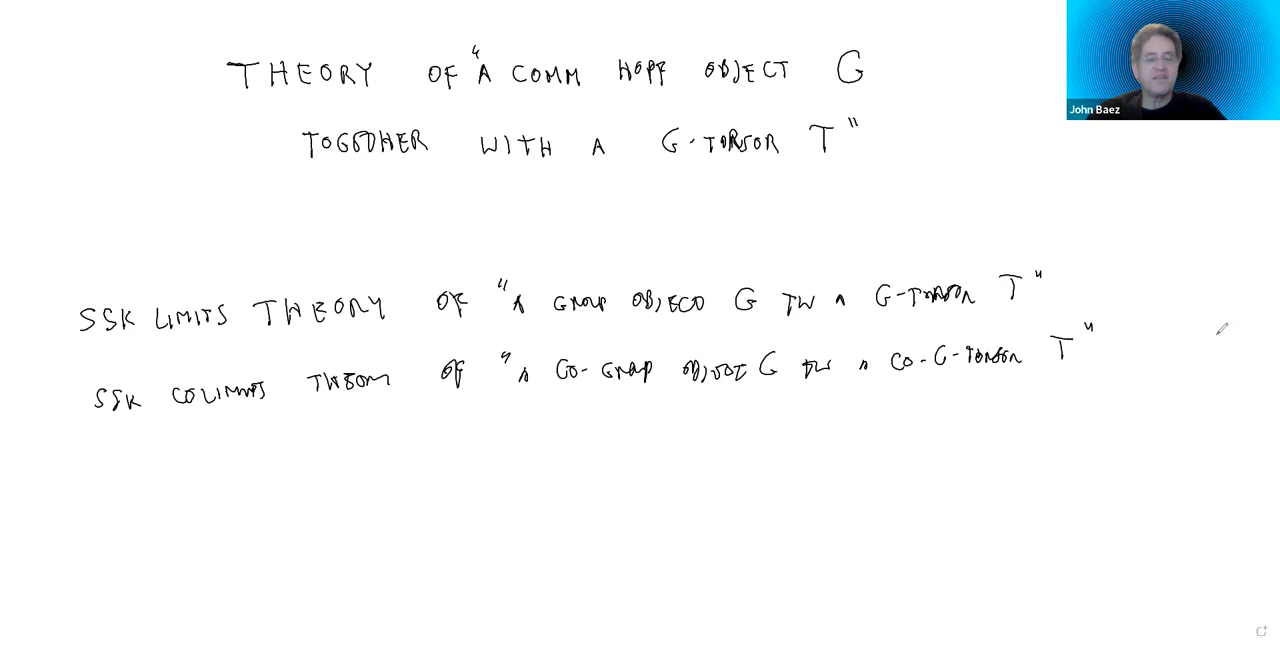 THEORY OF "A COMM HOPF OBJECT G
TOGETHER WITH A G-TORSOR T"
John Baez
SSK LIMITS THEORY OF "A GROUP OBJECT G TW A G-TORSOR T"
SSK COLIMITS THEORY OF "A CO-GROUP OBJECT G TW A CO-G-TORSOR T"